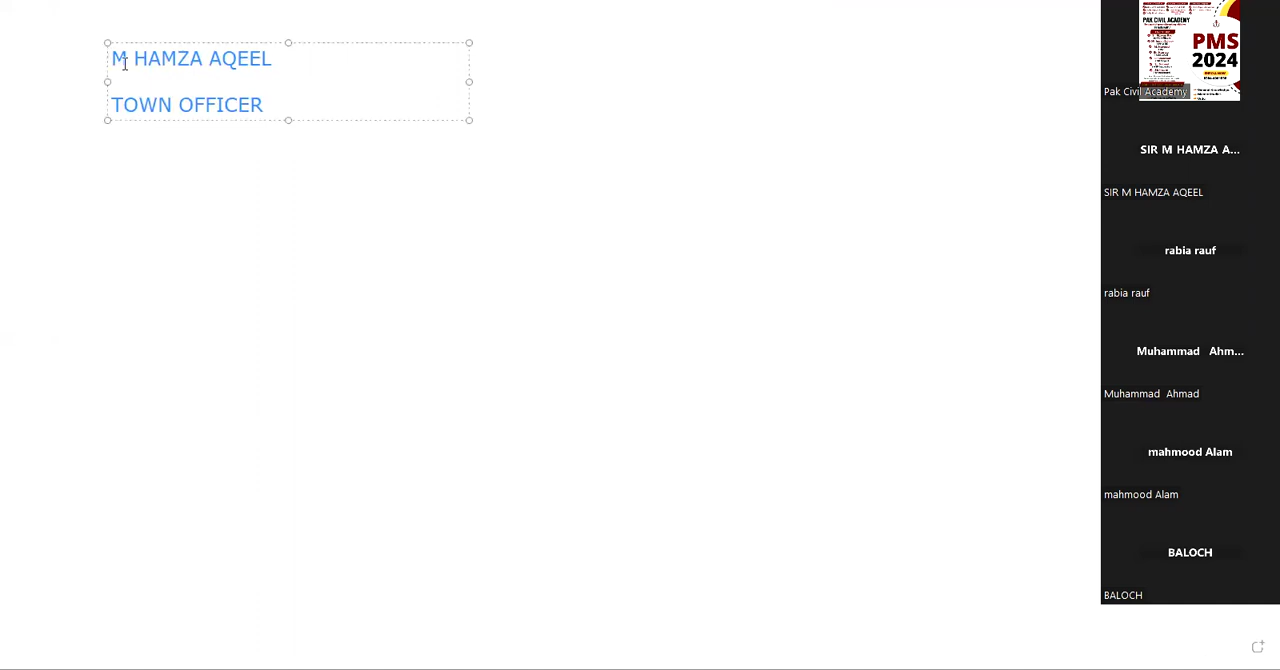 M HAMZA AQEEL
TOWN OFFICER
PAK CIVIL ACADEMY
PMS
2024
Pak Civil Academy
SIR M HAMZA A...
SIR M HAMZA AQEEL
rabia rauf
rabia rauf
Muhammad Ahm...
Muhammad Ahmad
mahmood Alam
mahmood Alam
BALOCH
BALOCH